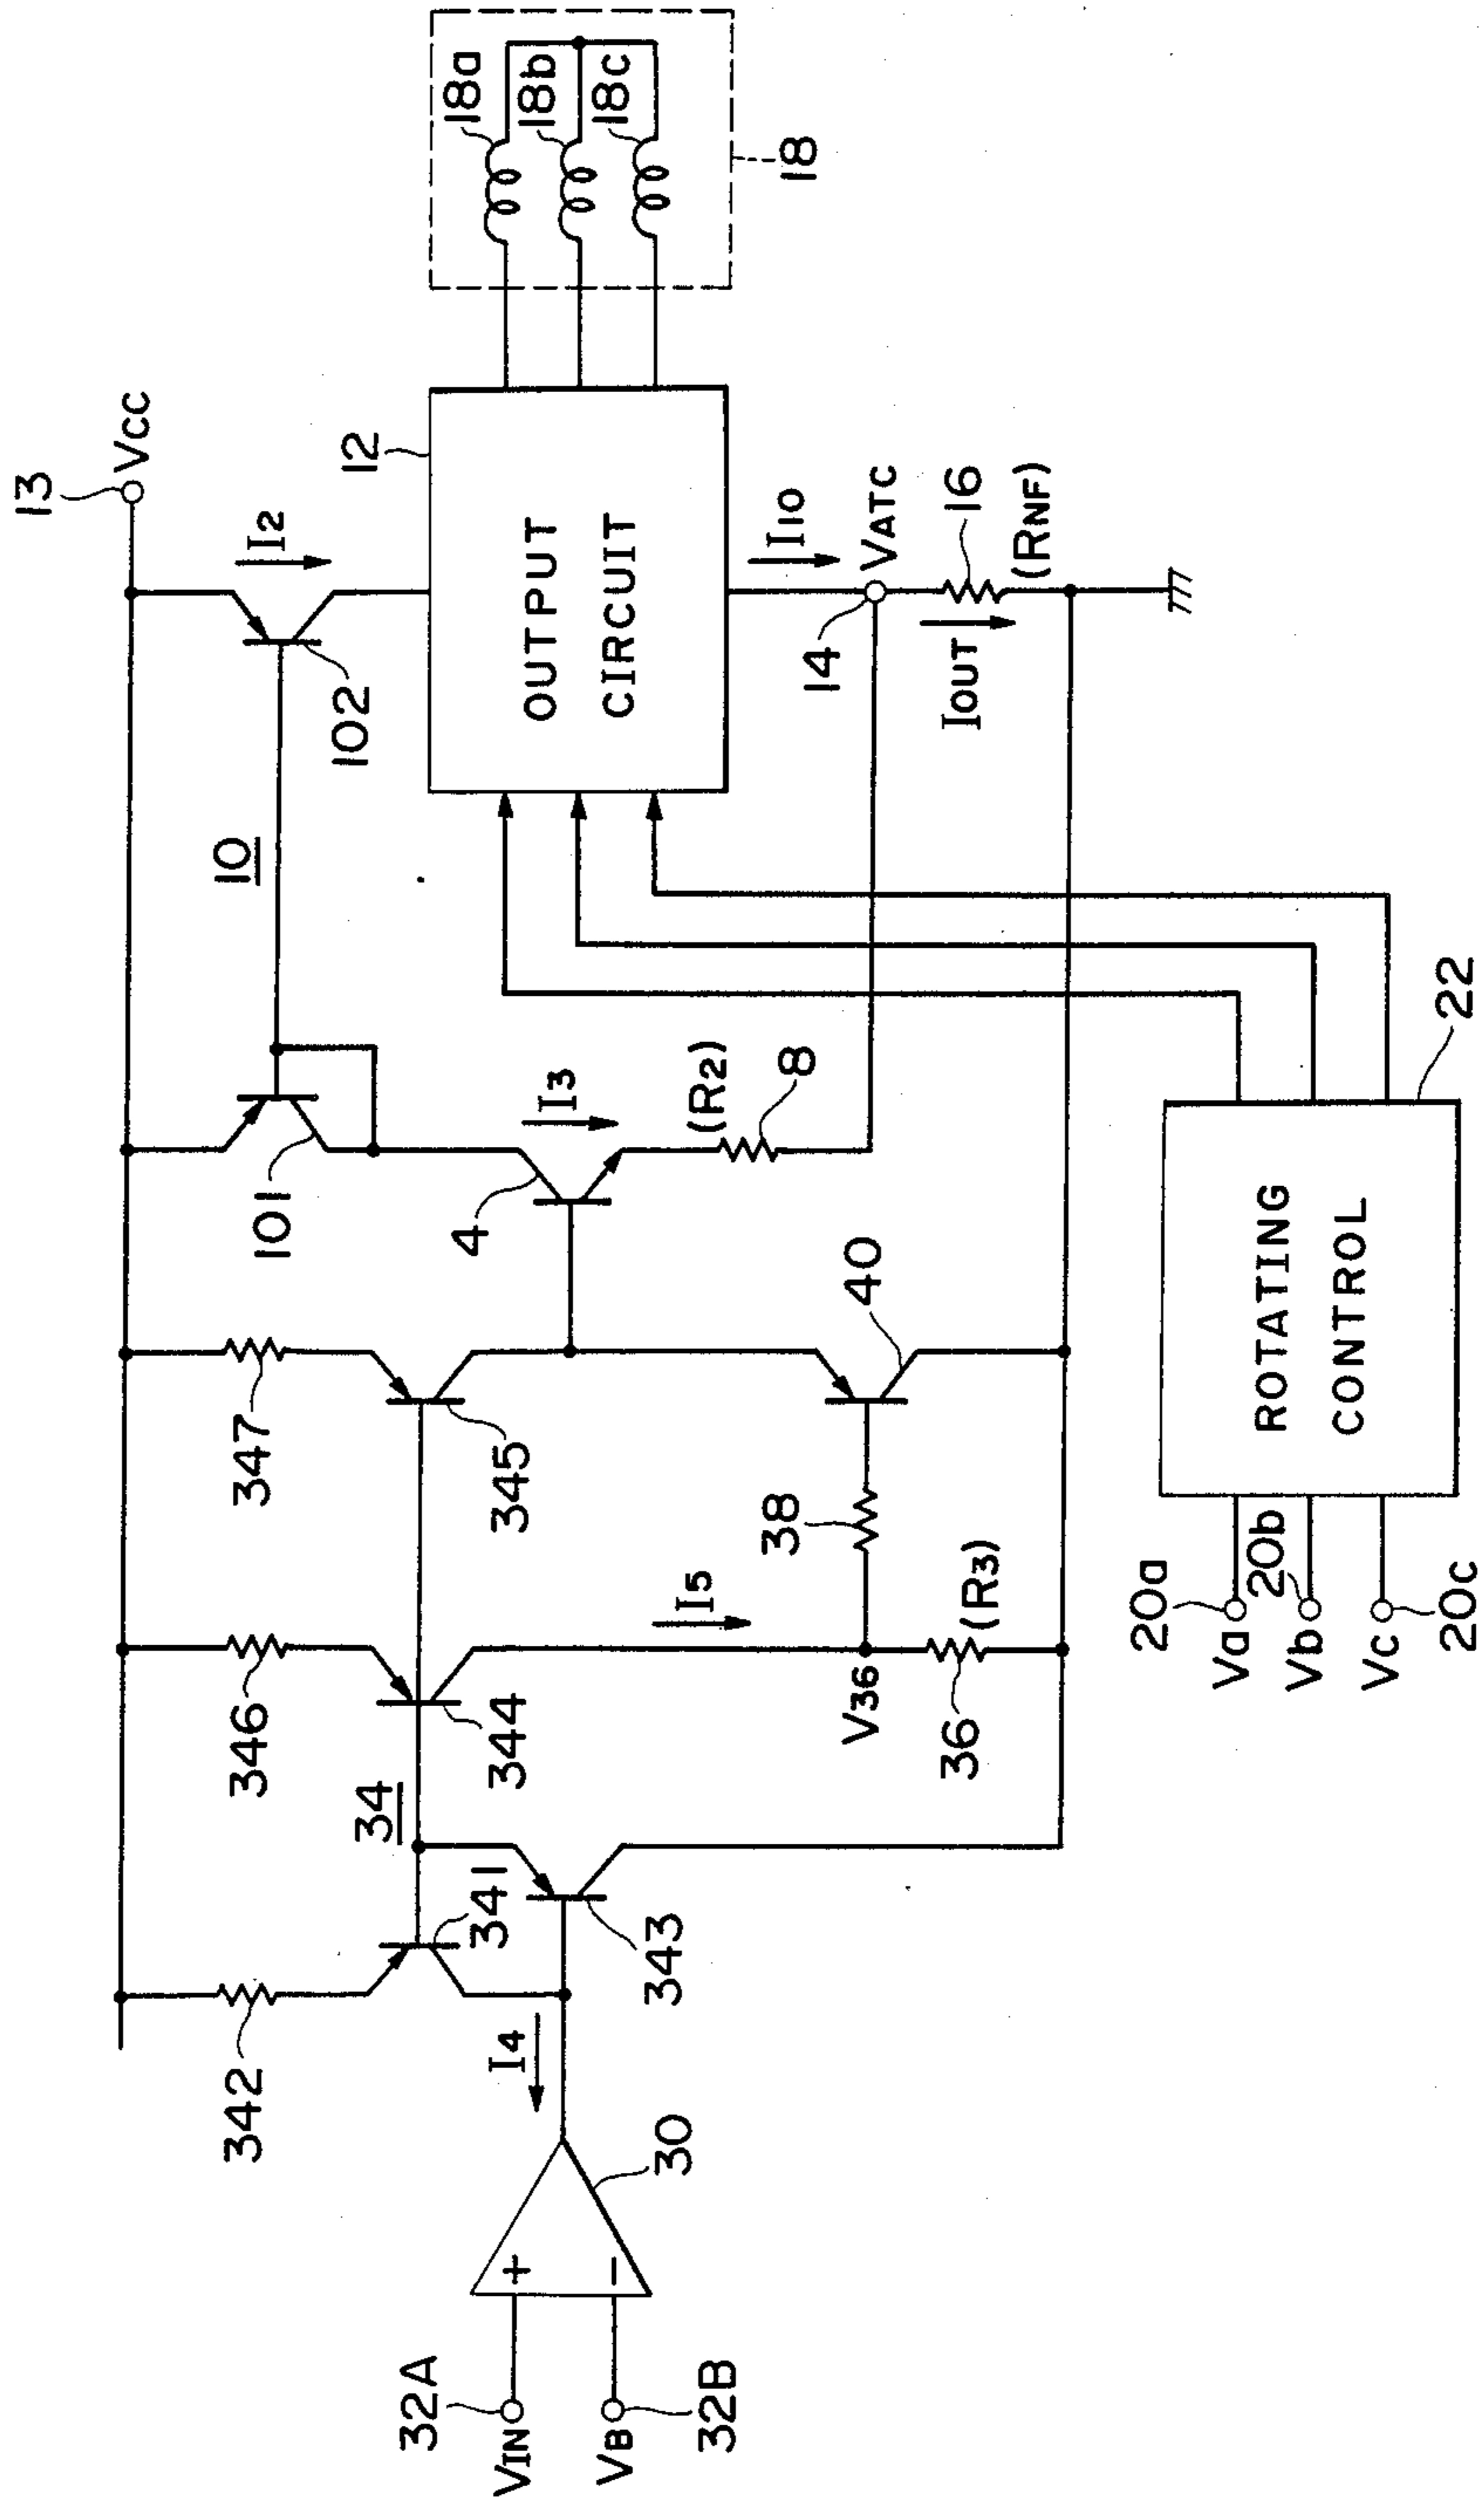 13
VCC
I2
10
102
12
18a
18b
18c
18
OUTPUT
CIRCUIT
I10
VATC
14
16
(RNF)
IOUT
101
I3
4
(R2)
8
347
345
40
38
346
344
I5
V36
(R3)
36
34
342
341
343
I4
30
+
−
32A
VIN
VB
32B
ROTATING
CONTROL
22
20a
Va
20b
Vb
Vc
20c